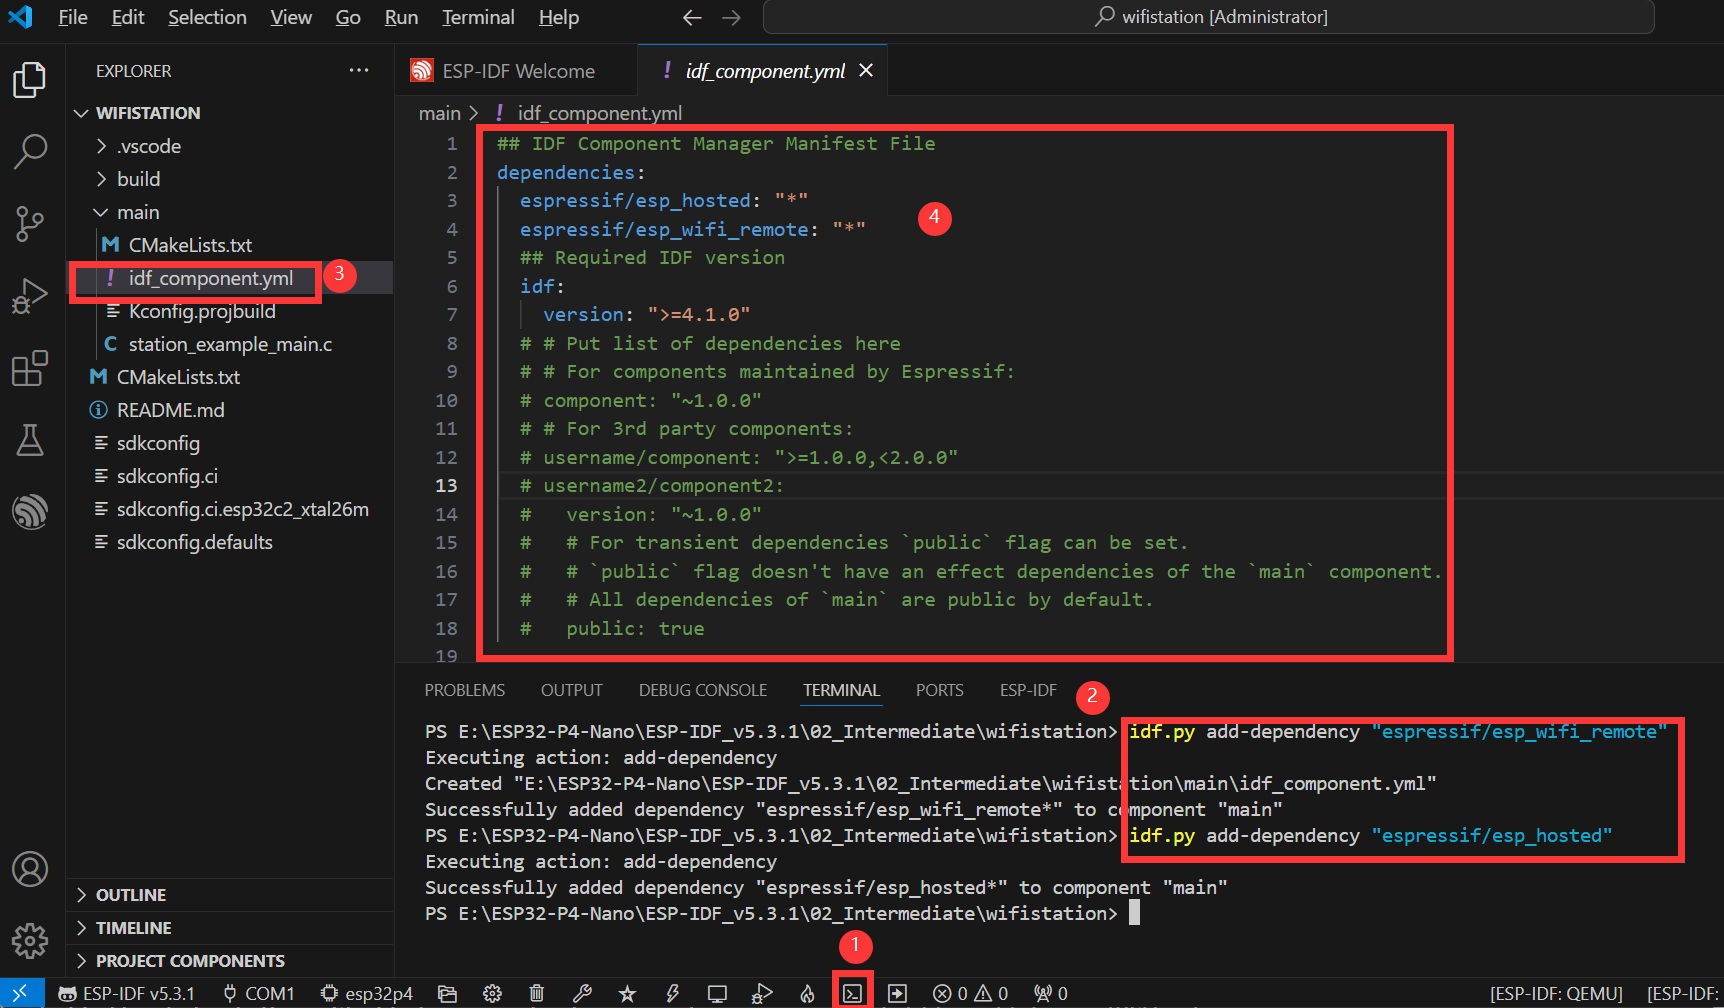 File Edit Selection View Go Run Terminal Help
wifistation [Administrator]
EXPLORER
WIFISTATION
.vscode
build
main
CMakeLists.txt
idf_component.yml
3
Kconfig.projbuild
station_example_main.c
CMakeLists.txt
README.md
sdkconfig
sdkconfig.ci
sdkconfig.ci.esp32c2_xtal26m
sdkconfig.defaults
OUTLINE
TIMELINE
PROJECT COMPONENTS
ESP-IDF Welcome
! idf_component.yml
main > ! idf_component.yml
1 ## IDF Component Manager Manifest File
2 dependencies:
3 espressif/esp_hosted: "*"
4 espressif/esp_wifi_remote: "*"
4
5 ## Required IDF version
6 idf:
7 version: ">=4.1.0"
8 # # Put list of dependencies here
9 # # For components maintained by Espressif:
10 # component: "~1.0.0"
11 # # For 3rd party components:
12 # username/component: ">=1.0.0,<2.0.0"
13 # username2/component2:
14 #   version: "~1.0.0"
15 #   # For transient dependencies `public` flag can be set.
16 #   # `public` flag doesn't have an effect dependencies of the `main` component.
17 #   # All dependencies of `main` are public by default.
18 #   public: true
19
PROBLEMS OUTPUT DEBUG CONSOLE TERMINAL PORTS ESP-IDF
2
PS E:\ESP32-P4-Nano\ESP-IDF_v5.3.1\02_Intermediate\wifistation> idf.py add-dependency "espressif/esp_wifi_remote"
Executing action: add-dependency
Created "E:\ESP32-P4-Nano\ESP-IDF_v5.3.1\02_Intermediate\wifistation\main\idf_component.yml"
Successfully added dependency "espressif/esp_wifi_remote*" to component "main"
PS E:\ESP32-P4-Nano\ESP-IDF_v5.3.1\02_Intermediate\wifistation> idf.py add-dependency "espressif/esp_hosted"
Executing action: add-dependency
Successfully added dependency "espressif/esp_hosted*" to component "main"
PS E:\ESP32-P4-Nano\ESP-IDF_v5.3.1\02_Intermediate\wifistation>
1
ESP-IDF v5.3.1 COM1 esp32p4 0 0 0 [ESP-IDF: QEMU] [ESP-IDF: